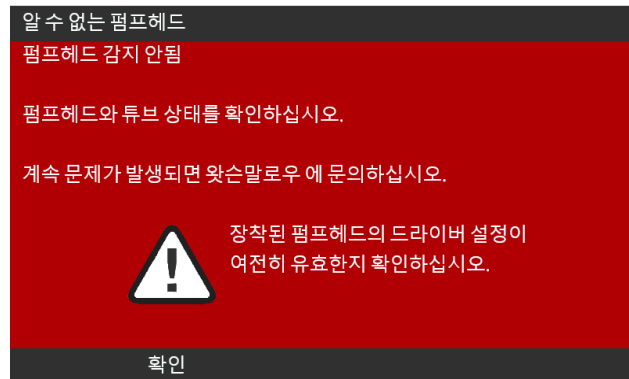 알 수 없는 펌프헤드
펌프헤드 감지 안됨
펌프헤드와 튜브 상태를 확인하십시오.
계속 문제가 발생되면 왓슨말로우 에 문의하십시오.
장착된 펌프헤드의 드라이버 설정이
여전히 유효한지 확인하십시오.
확인